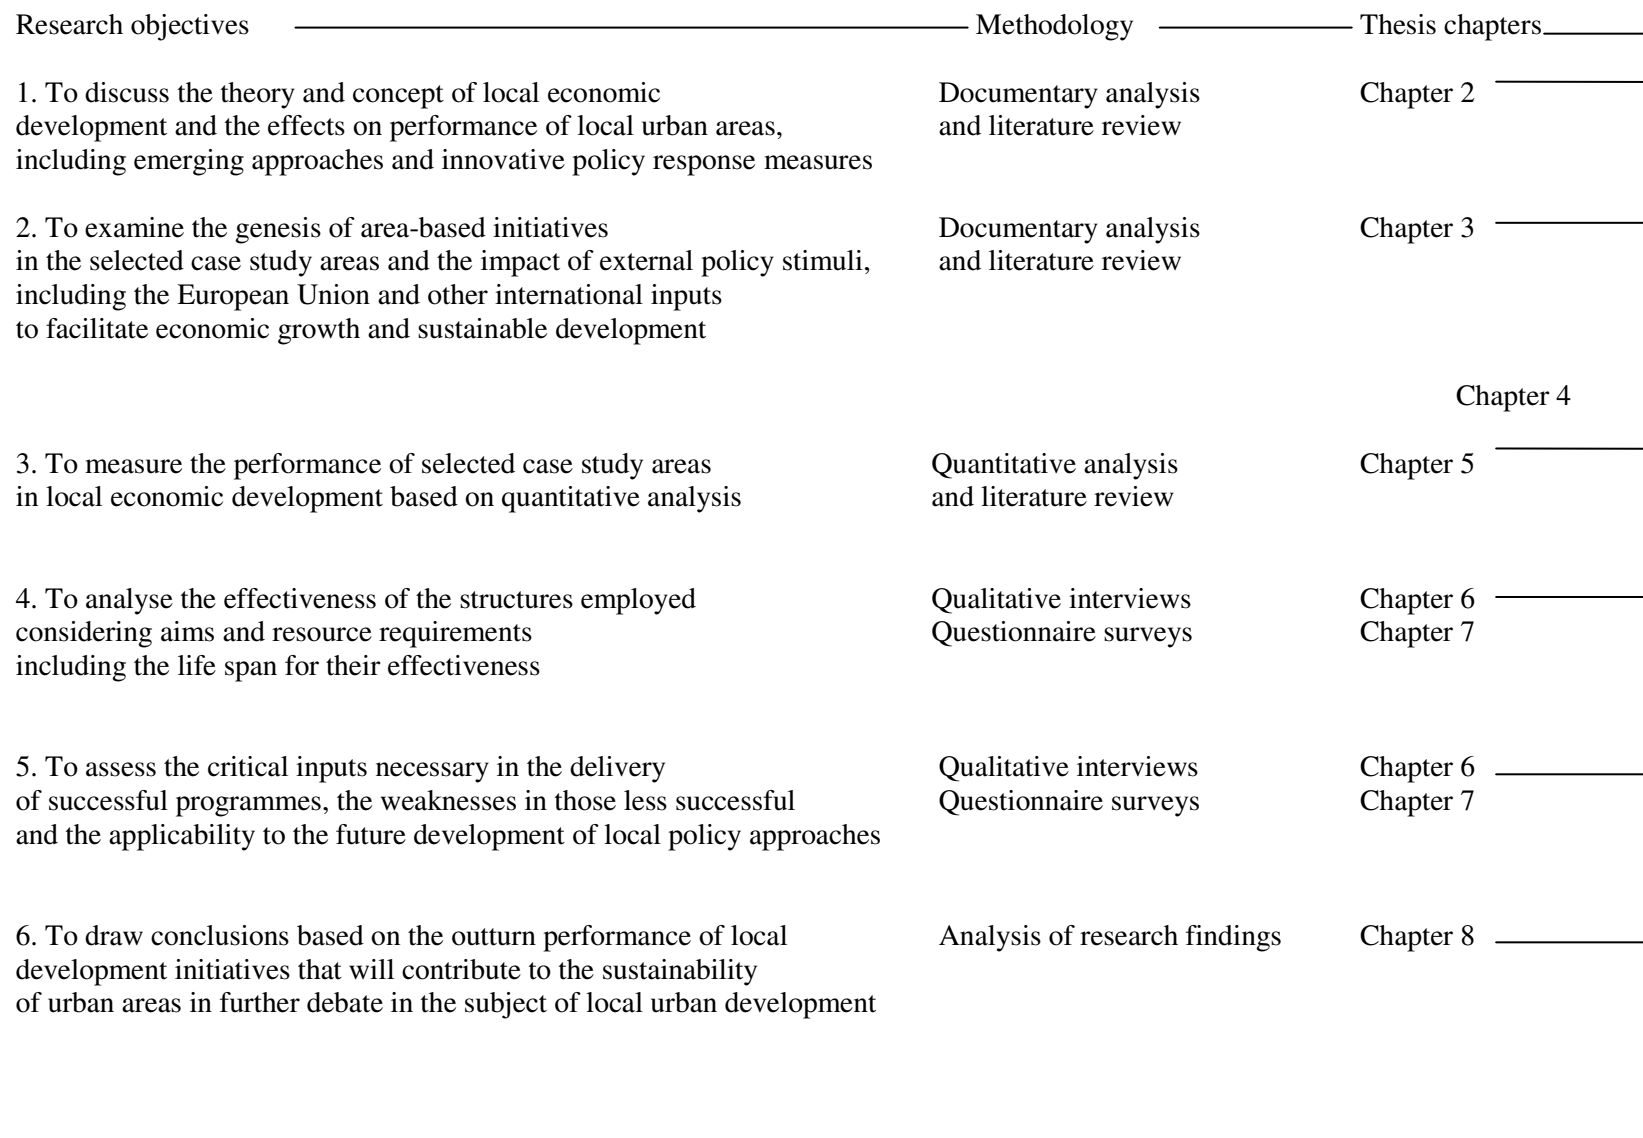 Research objectives Methodology Thesis chapters
1. To discuss the theory and concept of local economic Documentary analysis Chapter 2
development and the effects on performance of local urban areas, and literature review
including emerging approaches and innovative policy response measures
2. To examine the genesis of area-based initiatives Documentary analysis Chapter 3
in the selected case study areas and the impact of external policy stimuli, and literature review
including the European Union and other international inputs
to facilitate economic growth and sustainable development
Chapter 4
3. To measure the performance of selected case study areas Quantitative analysis Chapter 5
in local economic development based on quantitative analysis and literature review
4. To analyse the effectiveness of the structures employed Qualitative interviews Chapter 6
considering aims and resource requirements Questionnaire surveys Chapter 7
including the life span for their effectiveness
5. To assess the critical inputs necessary in the delivery Qualitative interviews Chapter 6
of successful programmes, the weaknesses in those less successful Questionnaire surveys Chapter 7
and the applicability to the future development of local policy approaches
6. To draw conclusions based on the outturn performance of local Analysis of research findings Chapter 8
development initiatives that will contribute to the sustainability
of urban areas in further debate in the subject of local urban development